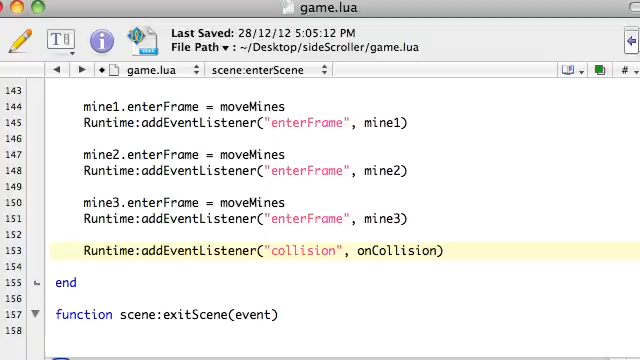 game.lua
Last Saved: 28/12/12 5:05:12 PM
File Path ▾ : ~/Desktop/sideScroller/game.lua
T
i
game.lua scene:enterScene #
143
144 mine1.enterFrame = moveMines
145 Runtime:addEventListener("enterFrame", mine1)
146
147 mine2.enterFrame = moveMines
148 Runtime:addEventListener("enterFrame", mine2)
149
150 mine3.enterFrame = moveMines
151 Runtime:addEventListener("enterFrame", mine3)
152
153 Runtime:addEventListener("collision", onCollision)
154
155 end
156
157 function scene:exitScene(event)
158